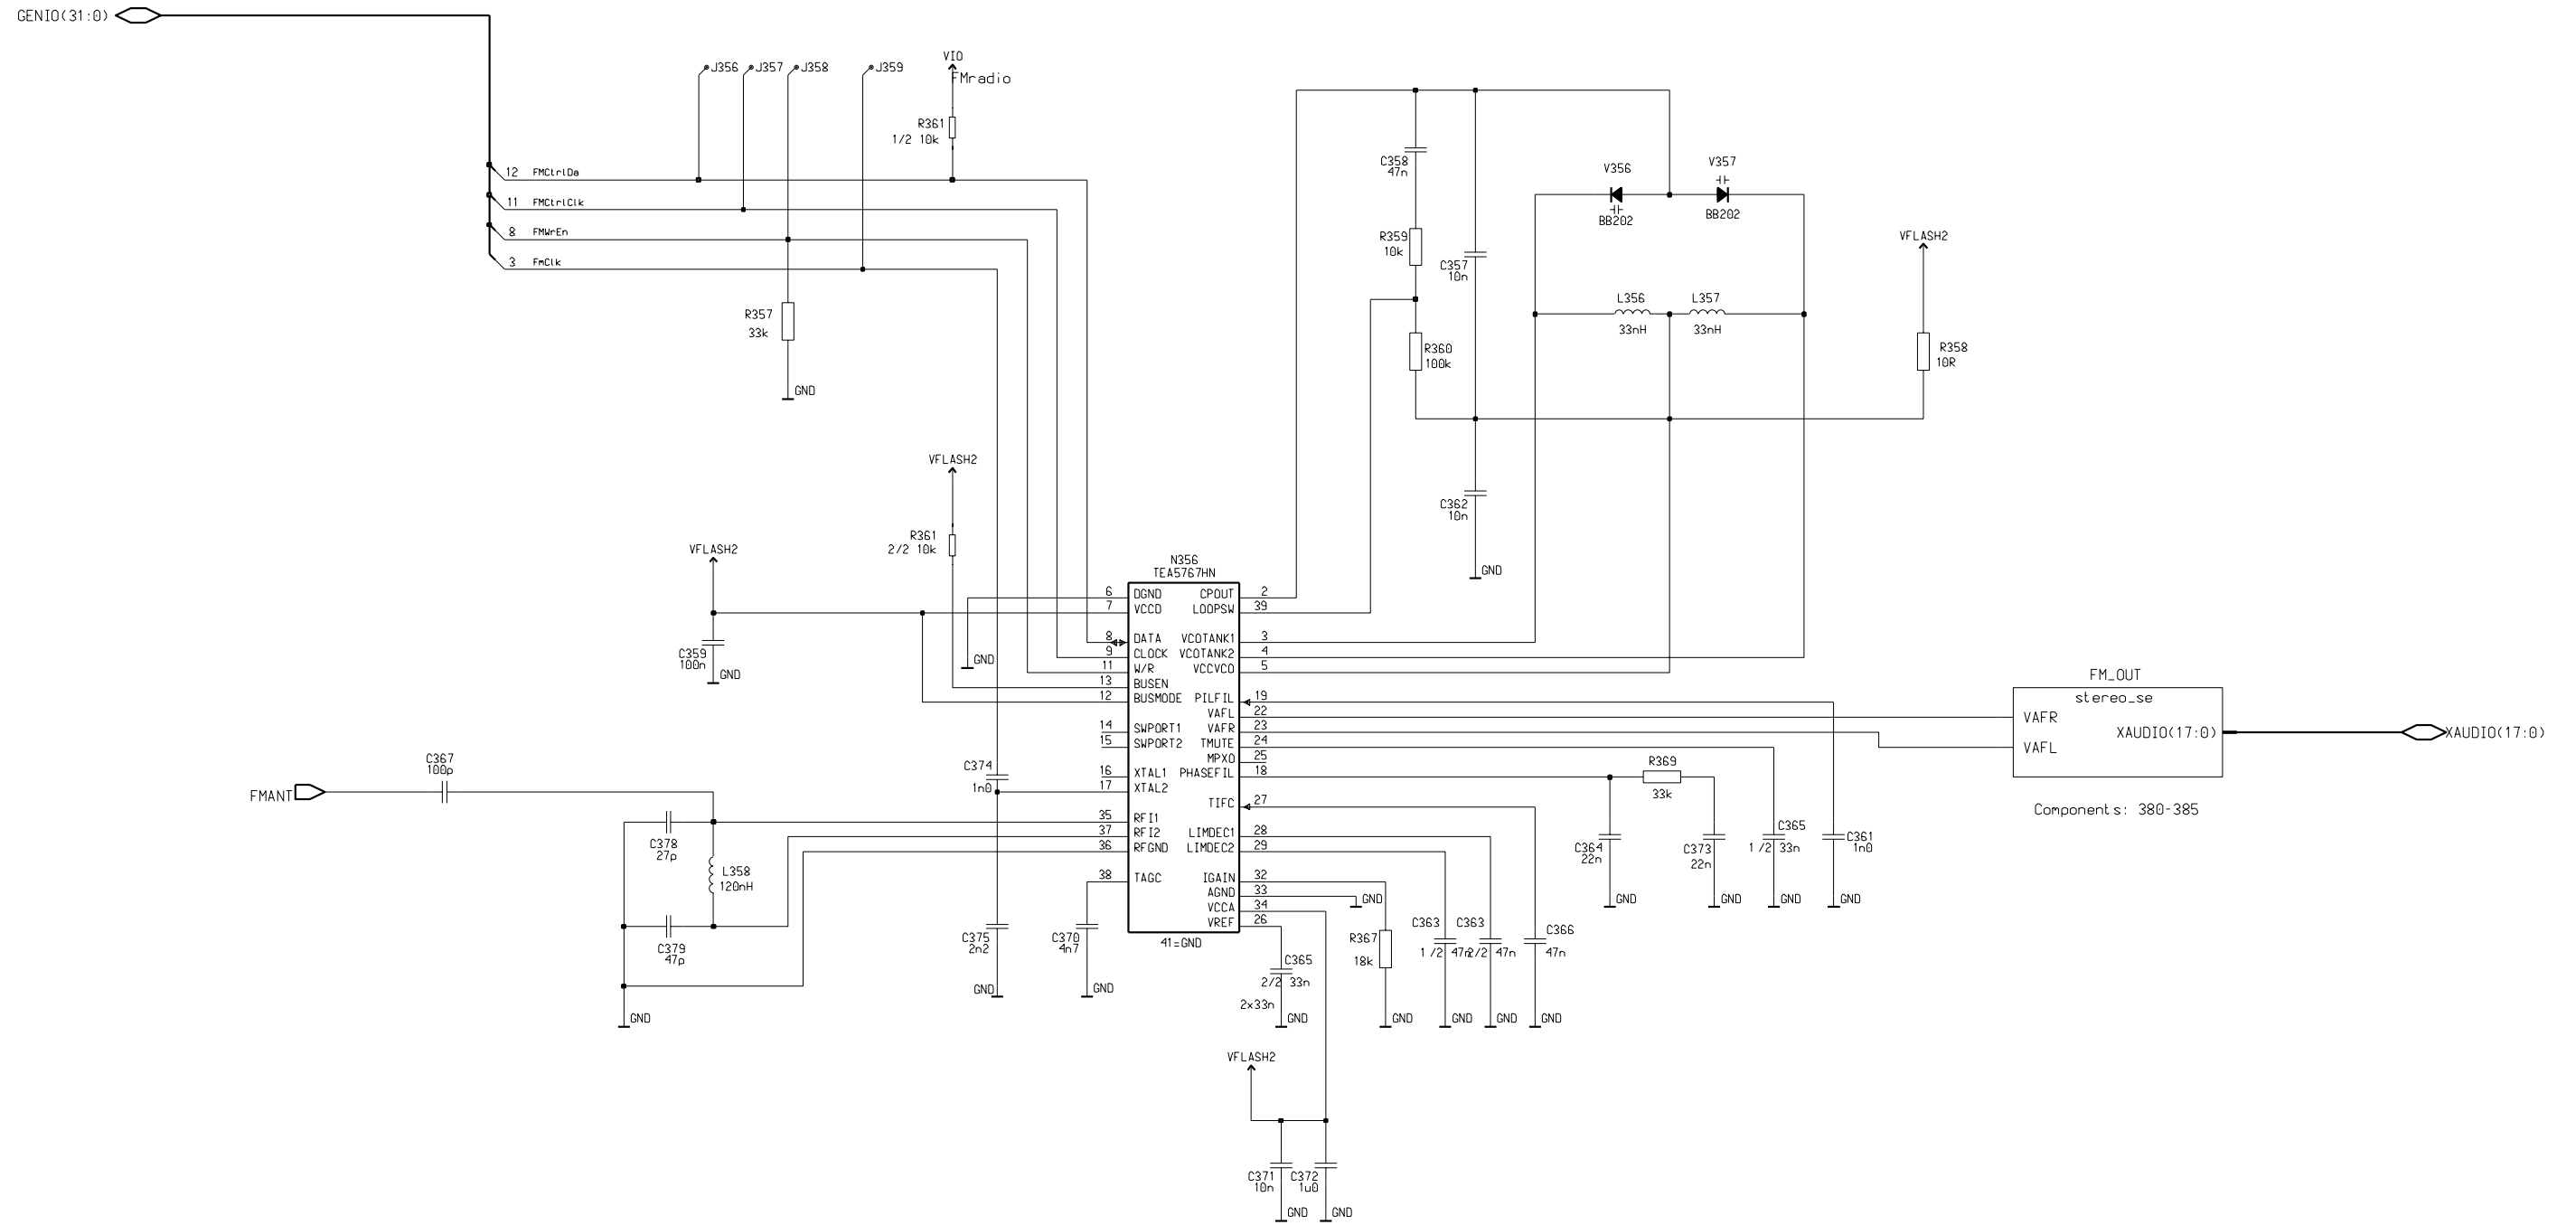 GENIO(31:0)
J356
J357
J358
J359
VIO
FMradio
R361
1/2 10k
12 FMCtrlDa
11 FMCtrlClk
8 FMWrEn
3 FmClk
R357
33k
GND
C358
47n
R359
10k
C357
10n
R360
100k
C362
10n
GND
V356
BB202
V357
BB202
L356
33nH
L357
33nH
VFLASH2
R358
10R
VFLASH2
R361
2/2 10k
VFLASH2
C359
100n
GND
GND
N356
TEA5767HN
6 DGND
7 VCCD
8 DATA
9 CLOCK
11 W/R
13 BUSEN
12 BUSMODE
14 SWPORT1
15 SWPORT2
16 XTAL1
17 XTAL2
35 RFI1
37 RFI2
36 RFGND
38 TAGC
CPOUT 2
LOOPSW 39
VCOTANK1 3
VCOTANK2 4
VCCVCO 5
PILFIL 19
VAFL 22
VAFR 23
TMUTE 24
MPXO 25
PHASEFIL 18
TIFC 27
LIMDEC1 28
LIMDEC2 29
IGAIN 32
AGND 33
VCCA 34
VREF 26
41=GND
FMANT
C367
100p
C378
27p
L358
120nH
C379
47p
GND
C374
1n0
C375
2n2
GND
C370
4n7
GND
FM_OUT
stereo_se
VAFR
VAFL
XAUDIO(17:0)
XAUDIO(17:0)
Components: 380-385
R369
33k
C364
22n
GND
C373
22n
GND
C365
1/2 33n
GND
C361
1n0
GND
GND
R367
18k
GND
C363
1/2 47n
GND
C363
2/2 47n
GND
C366
47n
GND
C365
2/2 33n
2x33n
GND
VFLASH2
C371
10n
GND
C372
1u0
GND